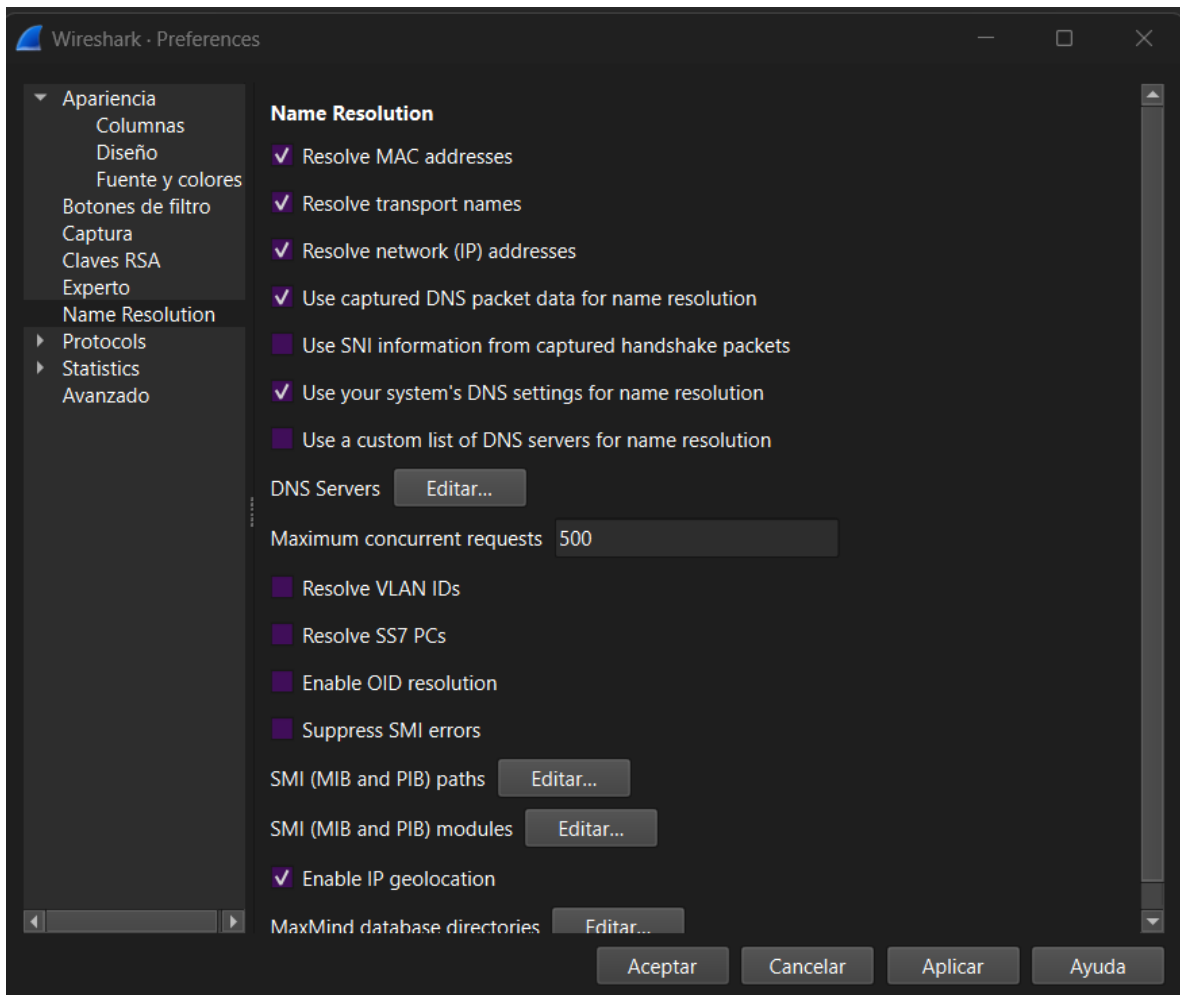 Wireshark · Preferences
Apariencia
Columnas
Diseño
Fuente y colores
Botones de filtro
Captura
Claves RSA
Experto
Name Resolution
Protocols
Statistics
Avanzado
Name Resolution
Resolve MAC addresses
Resolve transport names
Resolve network (IP) addresses
Use captured DNS packet data for name resolution
Use SNI information from captured handshake packets
Use your system's DNS settings for name resolution
Use a custom list of DNS servers for name resolution
DNS Servers Editar...
Maximum concurrent requests 500
Resolve VLAN IDs
Resolve SS7 PCs
Enable OID resolution
Suppress SMI errors
SMI (MIB and PIB) paths Editar...
SMI (MIB and PIB) modules Editar...
Enable IP geolocation
MaxMind database directories Editar...
Aceptar Cancelar Aplicar Ayuda